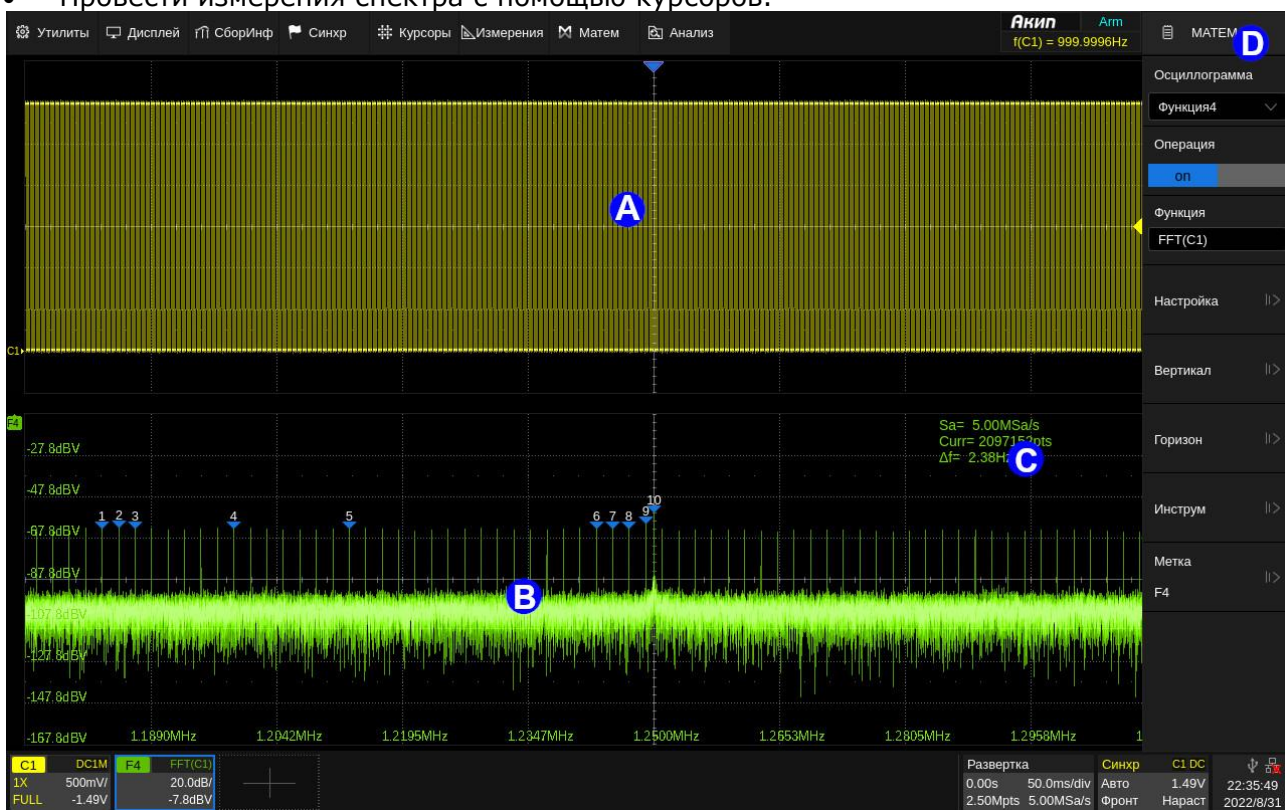 • Провести измерения спектра с помощью курсоров.
Утилиты Дисплей СборИнф Синхр Курсоры Измерения Матем Анализ
Акип Arm
f(C1) = 999.9996Hz
МАТЕМ
D
Осциллограмма
Функция4
Операция
on
Функция
FFT(C1)
Настройка
Вертикал
Горизон
Инструм
Метка
F4
A
C1
F4
Sa= 5.00MSa/s
Curr= 2097152pts
Δf= 2.38Hz
C
-27.8dBV
-47.8dBV
1 2 3 4 5 6 7 8 9 10
-67.8dBV
-87.8dBV
B
-107.8dBV
-127.8dBV
-147.8dBV
-167.8dBV 1.1890MHz 1.2042MHz 1.2195MHz 1.2347MHz 1.2500MHz 1.2653MHz 1.2805MHz 1.2958MHz 1
C1 DC1M
1X 500mV/
FULL -1.49V
F4 FFT(C1)
20.0dB/
-7.8dBV
Развертка
0.00s 50.0ms/div
2.50Mpts 5.00MSa/s
Синхр C1 DC
Авто 1.49V
Фронт Нараст
22:35:49
2022/8/31